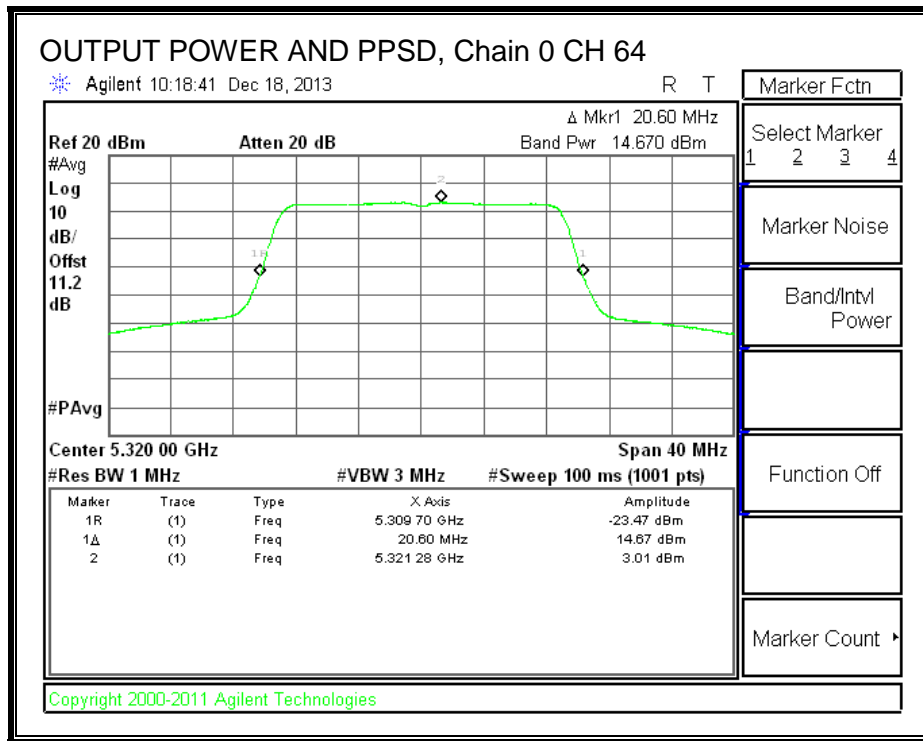 OUTPUT POWER AND PPSD, Chain 0 CH 64
Agilent 10:18:41 Dec 18, 2013 R T
Δ Mkr1 20.60 MHz
Ref 20 dBm Atten 20 dB Band Pwr 14.670 dBm
#Avg
Log
10
dB/
Offst
11.2
dB
#PAvg
2
1R
1
Center 5.320 00 GHz Span 40 MHz
#Res BW 1 MHz #VBW 3 MHz #Sweep 100 ms (1001 pts)
Marker Trace Type X Axis Amplitude
1R (1) Freq 5.309 70 GHz -23.47 dBm
1Δ (1) Freq 20.60 MHz 14.67 dBm
2 (1) Freq 5.321 28 GHz 3.01 dBm
Copyright 2000-2011 Agilent Technologies
Marker Fctn
Select Marker
1 2 3 4
Marker Noise
Band/Intvl
Power
Function Off
Marker Count